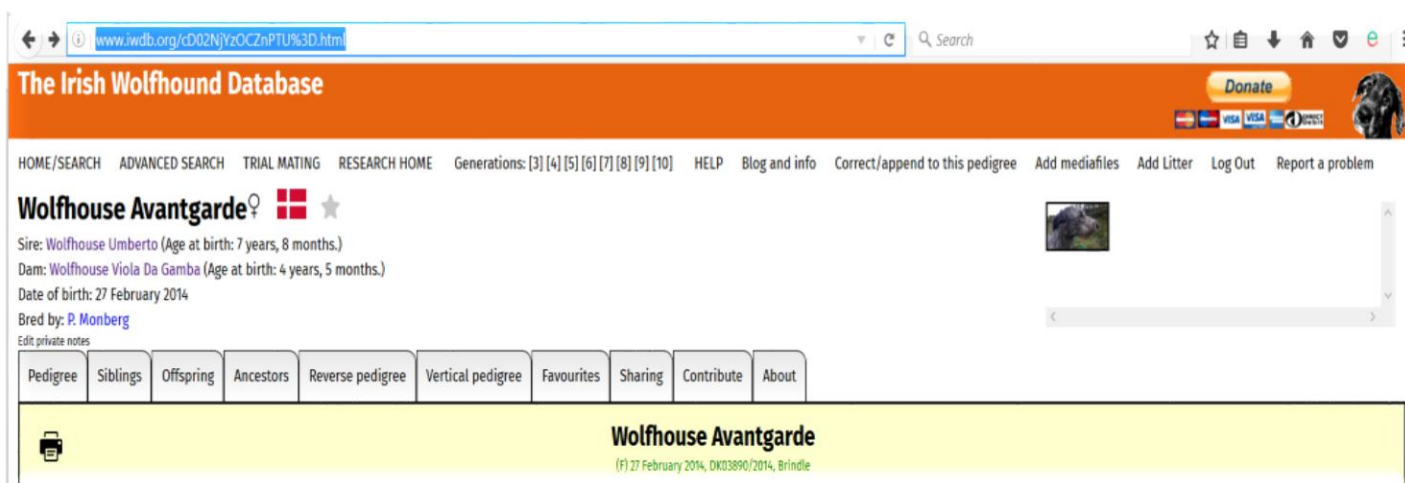 www.iwdb.org/cD02NjYzOCZnPTU%3D.html
Search
The Irish Wolfhound Database
Donate
VISA VISA
HOME/SEARCH ADVANCED SEARCH TRIAL MATING RESEARCH HOME Generations: [3] [4] [5] [6] [7] [8] [9] [10] HELP Blog and info Correct/append to this pedigree Add mediafiles Add Litter Log Out Report a problem
Wolfhouse Avantgarde♀
Sire: Wolfhouse Umberto (Age at birth: 7 years, 8 months.)
Dam: Wolfhouse Viola Da Gamba (Age at birth: 4 years, 5 months.)
Date of birth: 27 February 2014
Bred by: P. Monberg
Edit private notes
Pedigree Siblings Offspring Ancestors Reverse pedigree Vertical pedigree Favourites Sharing Contribute About
Wolfhouse Avantgarde
(F) 27 February 2014, DK03890/2014, Brindle